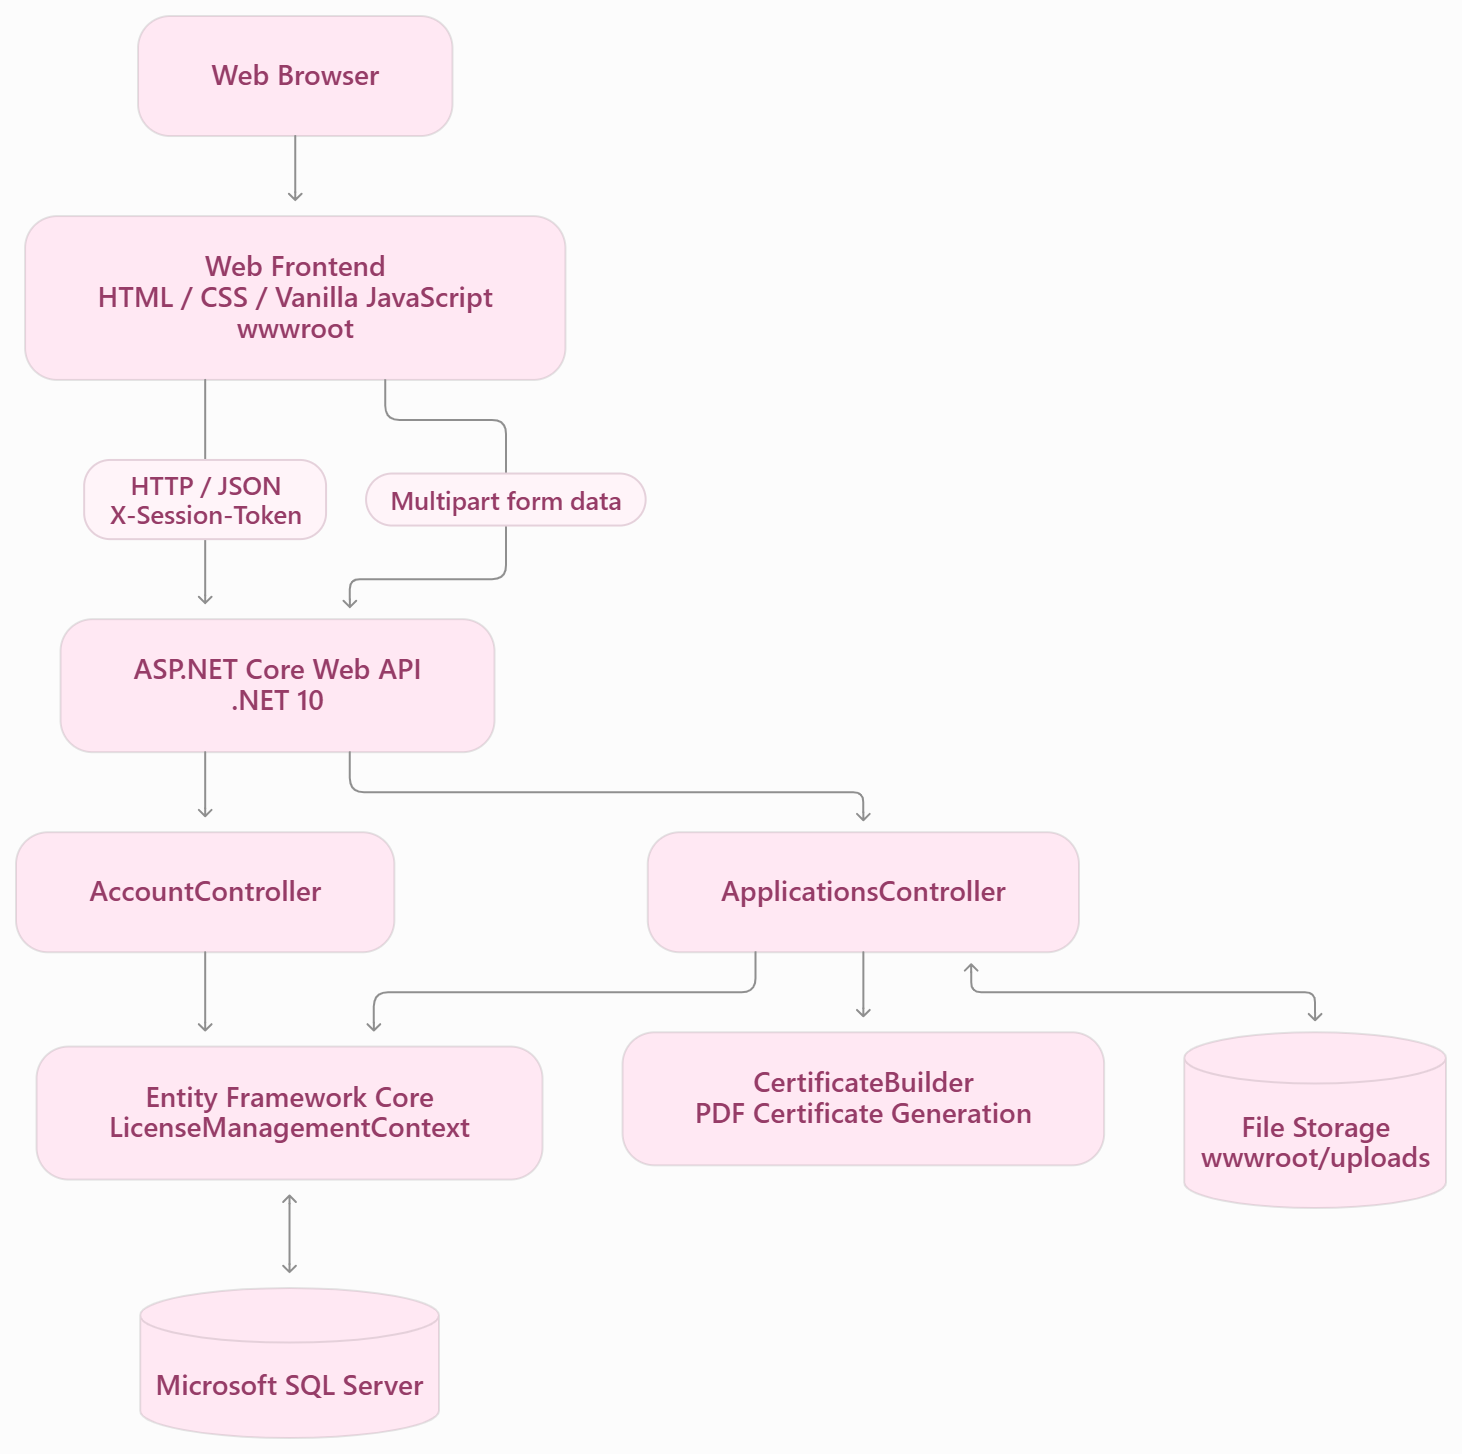 Web Browser
Web Frontend
HTML / CSS / Vanilla JavaScript
wwwroot
HTTP / JSON
X-Session-Token
Multipart form data
ASP.NET Core Web API
.NET 10
AccountController
ApplicationsController
Entity Framework Core
LicenseManagementContext
CertificateBuilder
PDF Certificate Generation
File Storage
wwwroot/uploads
Microsoft SQL Server